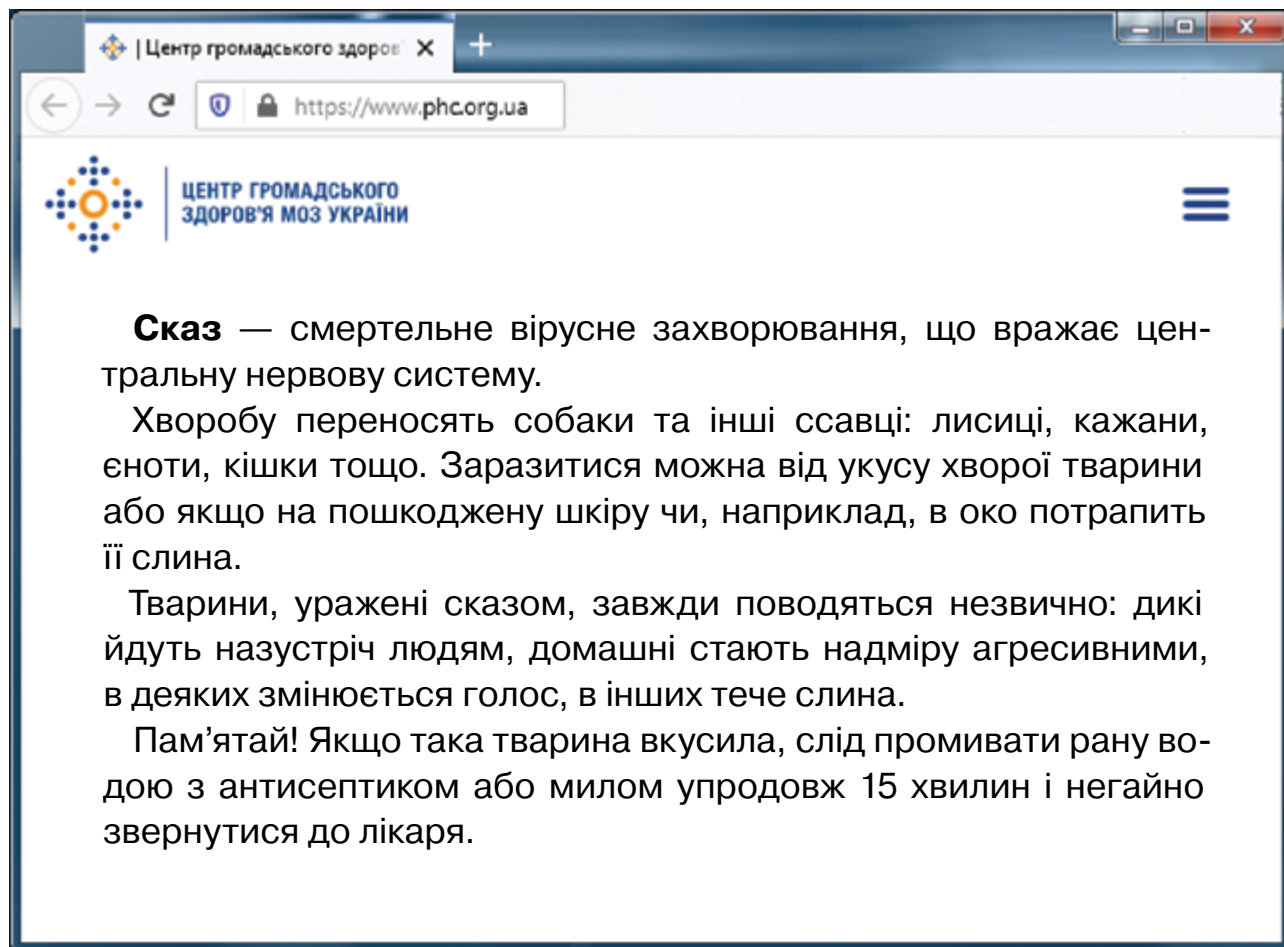 | Центр громадського здоров'
https://www.phc.org.ua
ЦЕНТР ГРОМАДСЬКОГО
ЗДОРОВ'Я МОЗ УКРАЇНИ
Сказ — смертельне вірусне захворювання, що вражає цен-
тральну нервову систему.
Хворобу переносять собаки та інші ссавці: лисиці, кажани,
єноти, кішки тощо. Заразитися можна від укусу хворої тварини
або якщо на пошкоджену шкіру чи, наприклад, в око потрапить
її слина.
Тварини, уражені сказом, завжди поводяться незвично: дикі
йдуть назустріч людям, домашні стають надміру агресивними,
в деяких змінюється голос, в інших тече слина.
Пам’ятай! Якщо така тварина вкусила, слід промивати рану во-
дою з антисептиком або милом упродовж 15 хвилин і негайно
звернутися до лікаря.